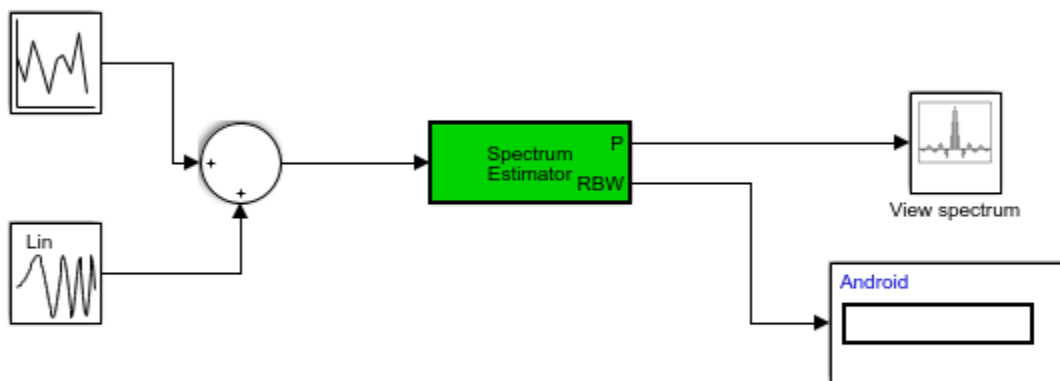 +
+
Lin
Spectrum
Estimator
P
RBW
View spectrum
Android